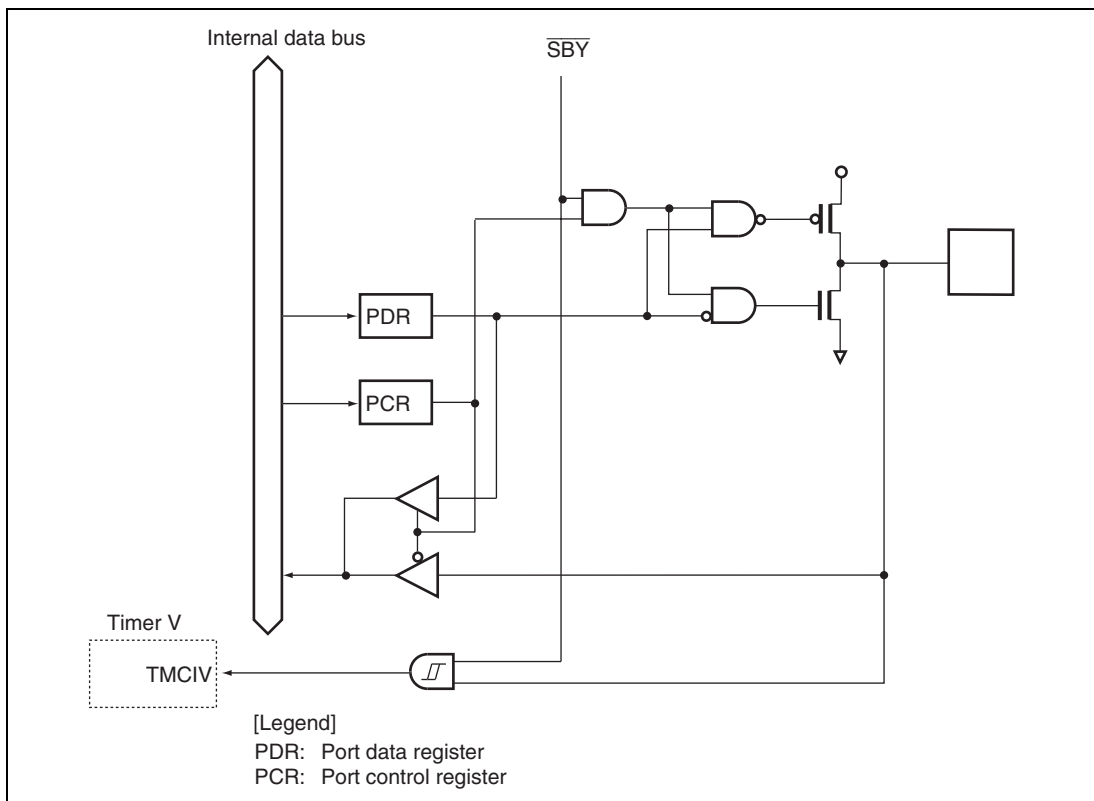 Internal data bus
SBY
PDR
PCR
Timer V
TMCIV
[Legend]
PDR: Port data register
PCR: Port control register